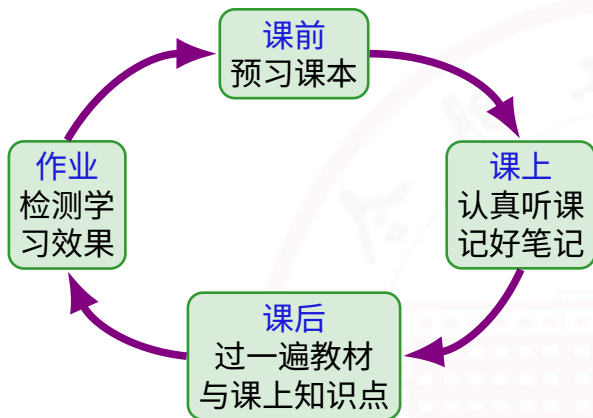 课前
预习课本
课上
认真听课
记好笔记
课后
过一遍教材
与课上知识点
作业
检测学
习效果